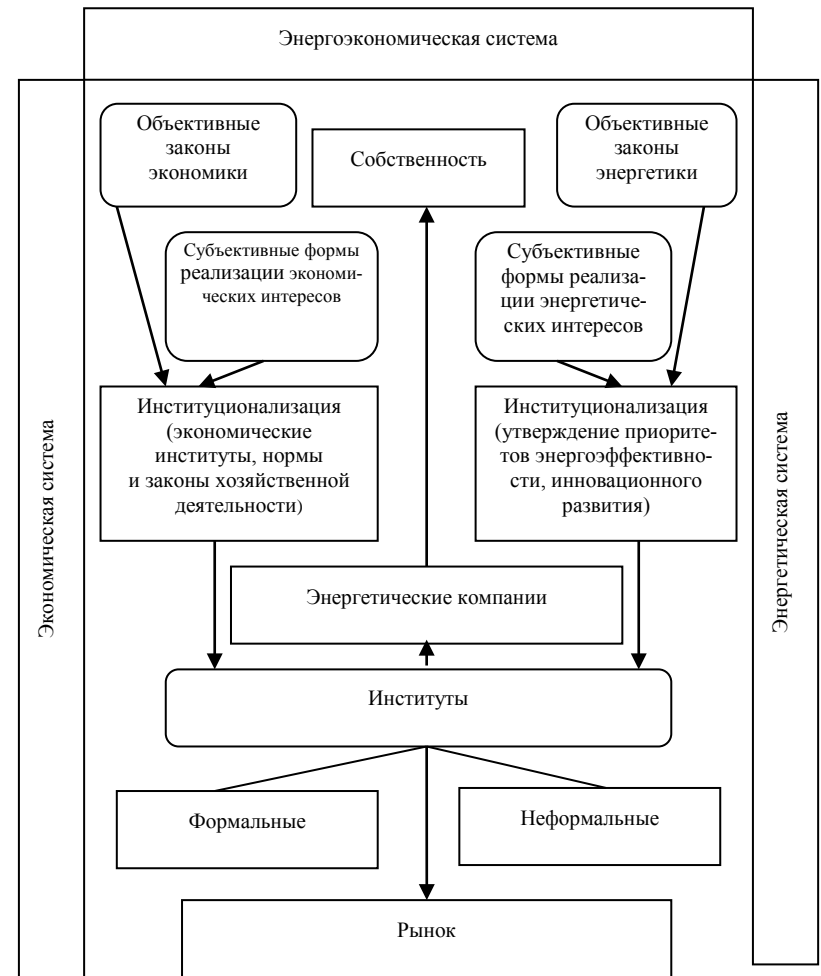 Энергоэкономическая система
Объективные
законы
экономики
Собственность
Объективные
законы
энергетики
Субъективные формы
реализации экономи-
ческих интересов
Субъективные
формы реализа-
ции энергетиче-
ских интересов
Институционализация
(экономические
институты, нормы
и законы хозяйственной
деятельности)
Институционализация
(утверждение приорите-
тов энергоэффективно-
сти, инновационного
развития)
Экономическая система
Энергетическая система
Энергетические компании
Институты
Формальные
Неформальные
Рынок